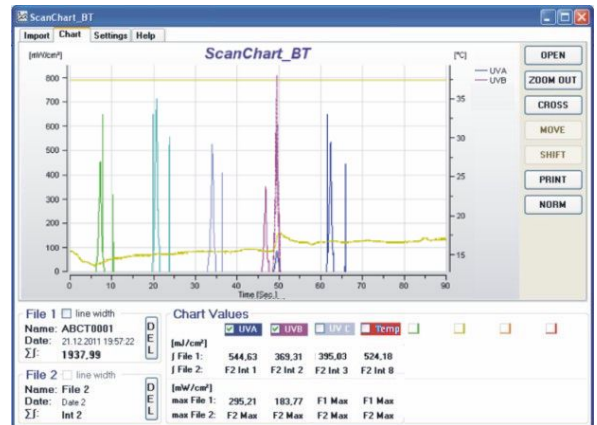 ScanChart_BT
Import Chart Settings Help
[mW/cm²] ScanChart_BT [°C]
UVA
UVB
800
700
600
500
400
300
200
100
0
35
30
25
20
15
0 10 20 30 40 50 60 70 80 90
Time [Sec.]
OPEN
ZOOM OUT
CROSS
MOVE
SHIFT
PRINT
NORM
File 1 line width
Name: ABCT0001
Date: 21.12.2011 19:57:22
∑∫: 1937,99
DEL
File 2 line width
Name: File 2
Date: Date 2
∑∫: Int 2
DEL
Chart Values
UVA UVB UV C Temp
[mJ/cm²]
∫ File 1: 544,63 369,31 395,03 524,18
∫ File 2: F2 Int 1 F2 Int 2 F2 Int 3 F2 Int 8
[mW/cm²]
max File 1: 295,21 183,77 F1 Max F1 Max
max File 2: F2 Max F2 Max F2 Max F2 Max